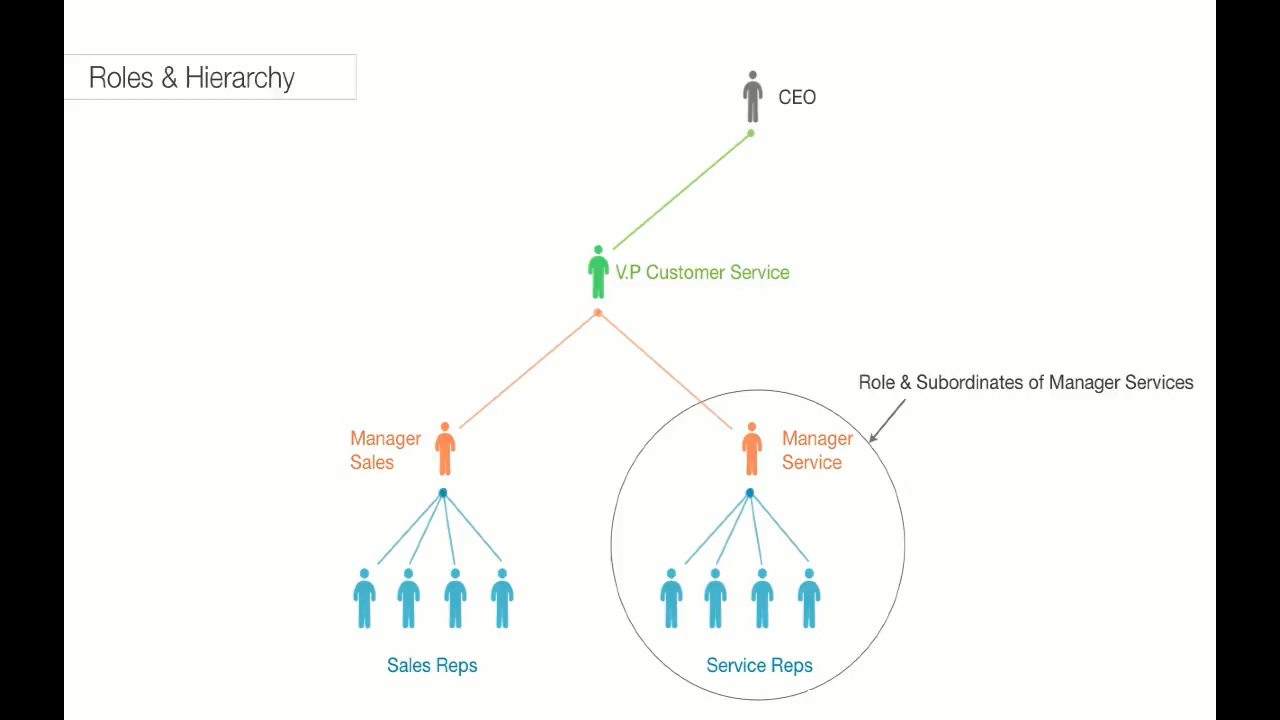 Roles & Hierarchy
CEO
V.P Customer Service
Role & Subordinates of Manager Services
Manager
Sales
Manager
Service
Sales Reps
Service Reps